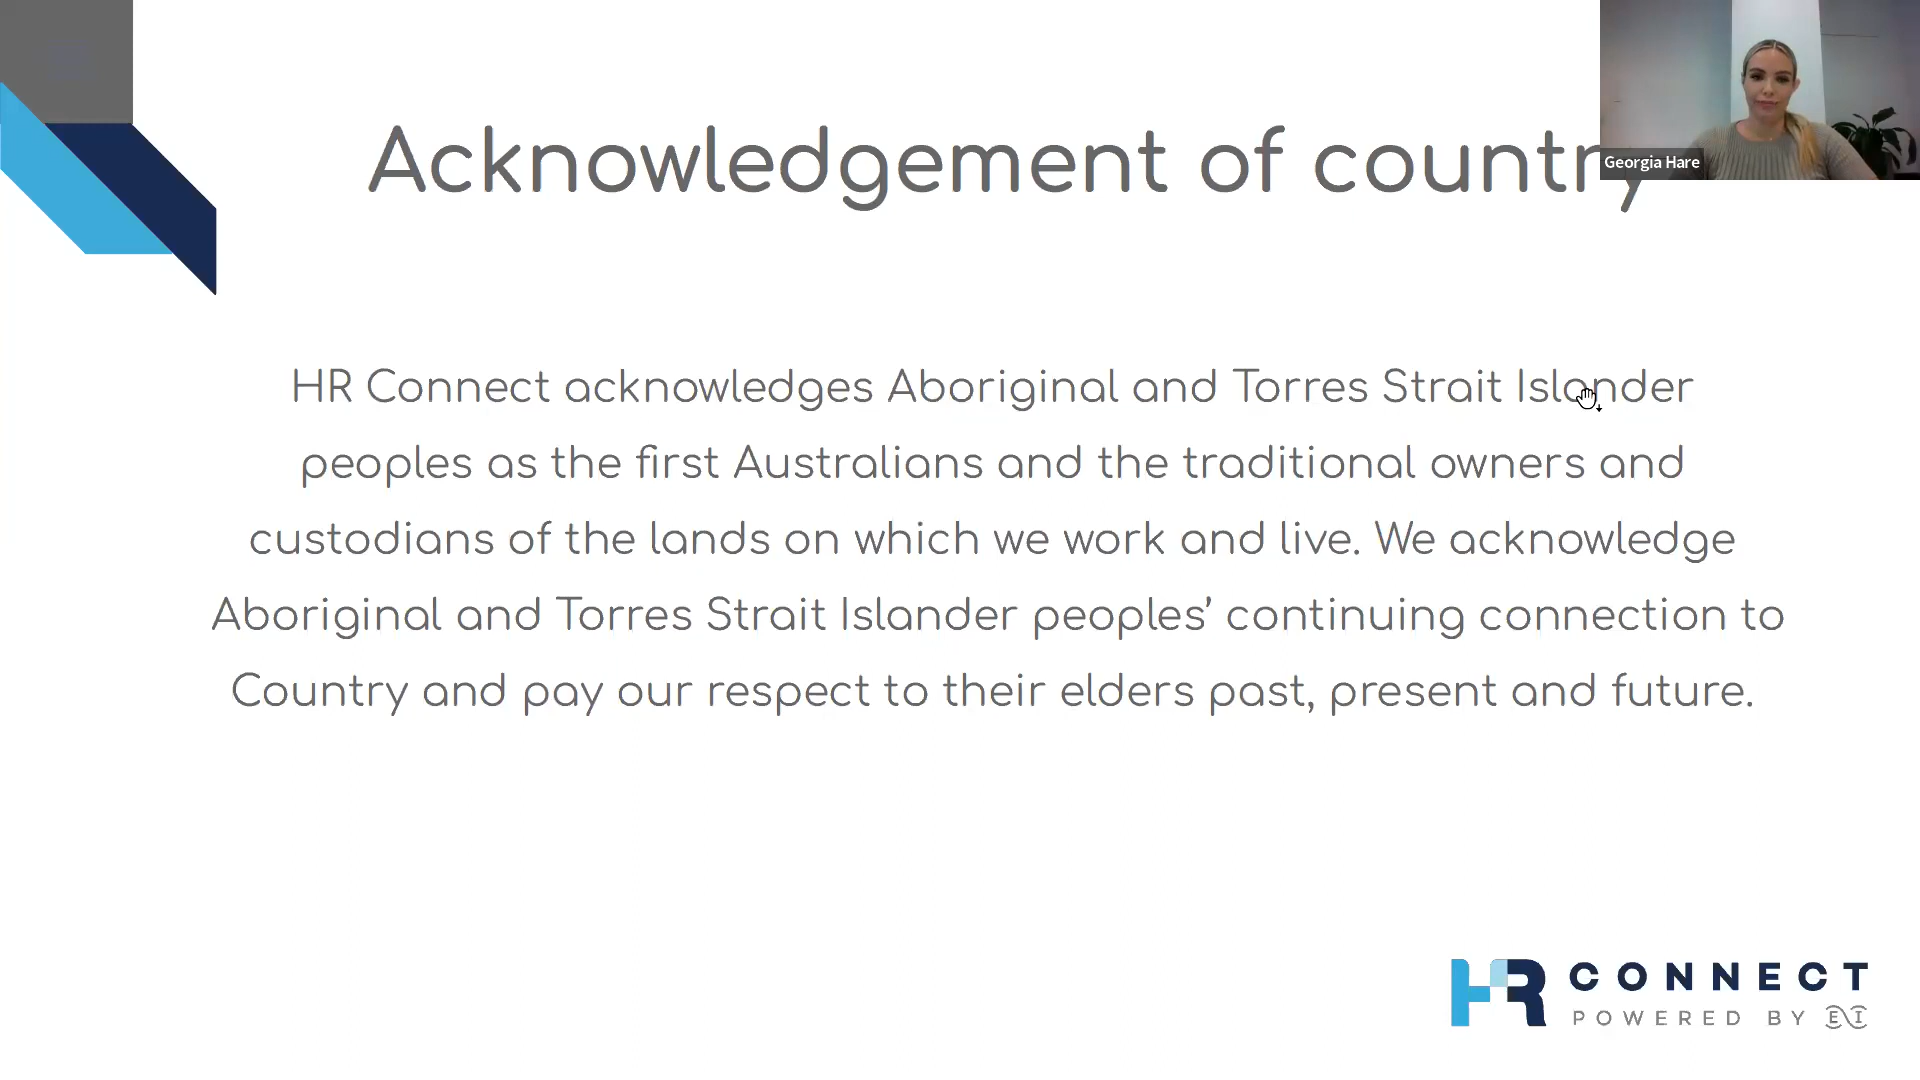 Acknowledgement of country
Georgia Hare
HR Connect acknowledges Aboriginal and Torres Strait Islander
peoples as the first Australians and the traditional owners and
custodians of the lands on which we work and live. We acknowledge
Aboriginal and Torres Strait Islander peoples’ continuing connection to
Country and pay our respect to their elders past, present and future.
HR CONNECT
POWERED BY EI